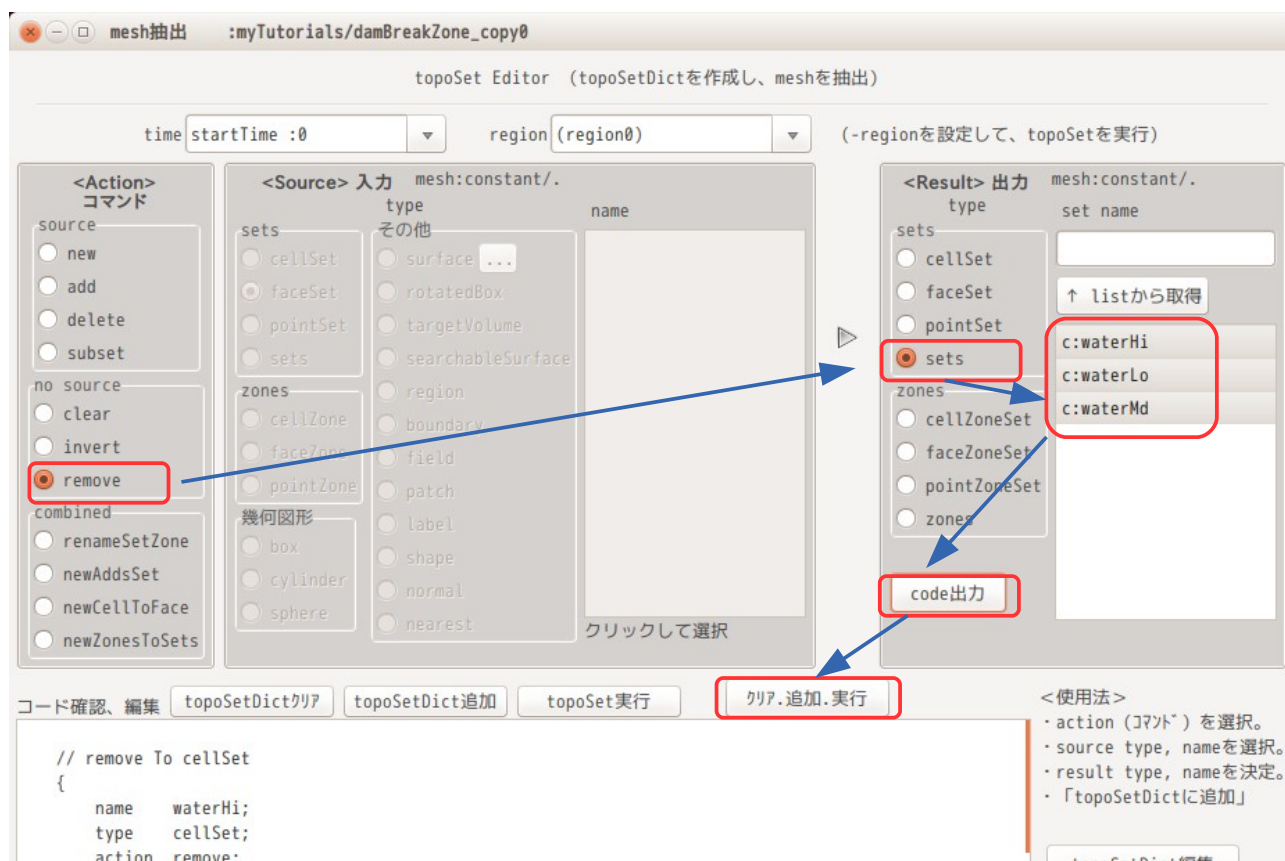 mesh抽出 :myTutorials/damBreakZone_copy0
topoSet Editor (topoSetDictを作成し、meshを抽出)
time startTime :0 region (region0) (-regionを設定して、topoSetを実行)
<Action>
コマンド
source
new
add
delete
subset
no source
clear
invert
remove
combined
renameSetZone
newAddsSet
newCellToFace
newZonesToSets
<Source> 入力 mesh:constant/.
type
name
sets
cellSet
faceSet
pointSet
sets
zones
cellZone
faceZone
pointZone
幾何図形
box
cylinder
sphere
その他
surface ...
rotatedBox
targetVolume
searchableSurface
region
boundary
field
patch
label
shape
normal
nearest
クリックして選択
<Result> 出力 mesh:constant/.
type
set name
sets
cellSet
faceSet
pointSet
sets
zones
cellZoneSet
faceZoneSet
pointZoneSet
zones
code出力
↑ listから取得
c:waterHi
c:waterLo
c:waterMd
コード確認、編集 topoSetDictｸﾘｱ topoSetDict追加 topoSet実行 ｸﾘｱ.追加.実行
// remove To cellSet
{
name waterHi;
type cellSet;
action remove;
<使用法>
・action (ｺﾏﾝﾄﾞ) を選択。
・source type, nameを選択。
・result type, nameを決定。
・「topoSetDictに追加」